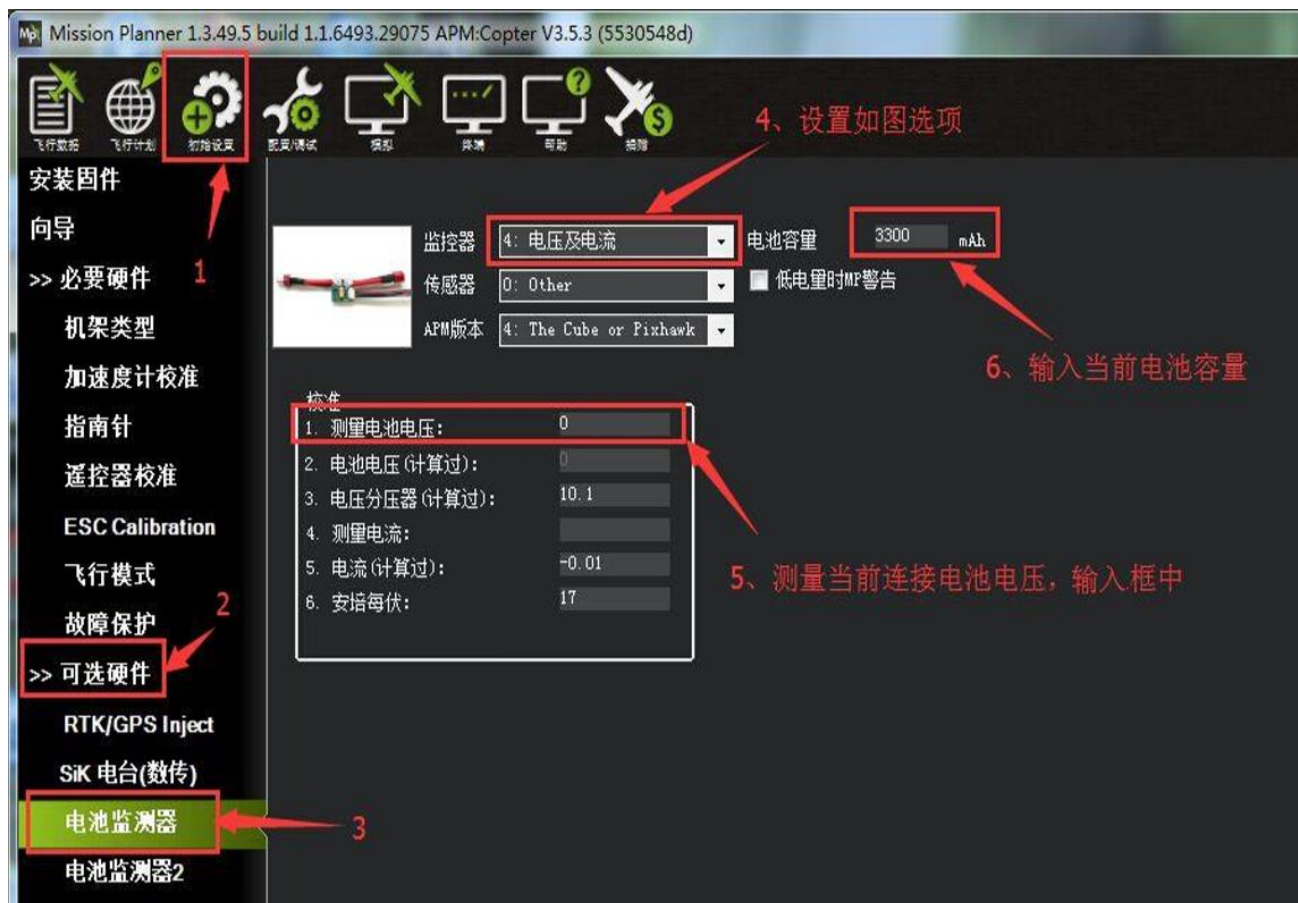 Mission Planner 1.3.49.5 build 1.1.6493.29075 APM:Copter V3.5.3 (5530548d)
飞行数据 飞行计划 初始设置 配置/调试 模拟 终端 帮助 捐赠
4、设置如图选项
安装固件
向导
>> 必要硬件
1
机架类型
加速度计校准
指南针
遥控器校准
ESC Calibration
飞行模式
故障保护
2
>> 可选硬件
RTK/GPS Inject
SiK 电台(数传)
电池监测器
3
电池监测器2
监控器 4: 电压及电流 电池容量 3300 mAh
传感器 0: Other 低电量时MP警告
APM版本 4: The Cube or Pixhawk
6、输入当前电池容量
校准
1. 测量电池电压: 0
2. 电池电压(计算过): 0
3. 电压分压器(计算过): 10.1
4. 测量电流:
5. 电流(计算过): -0.01
6. 安培每伏: 17
5、测量当前连接电池电压，输入框中